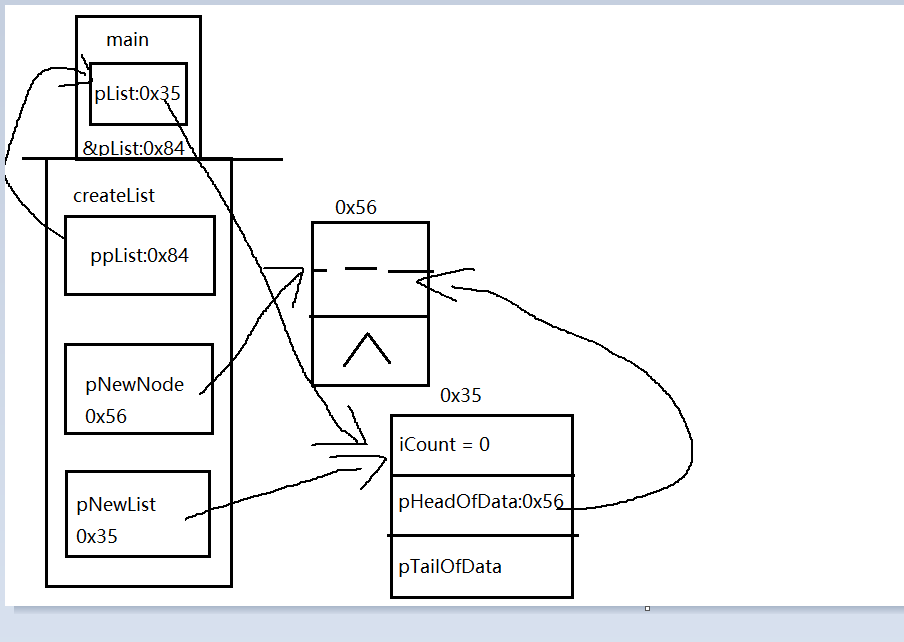 main
pList:0x35
&pList:0x84
createList
ppList:0x84
pNewNode
0x56
pNewList
0x35
0x56
0x35
iCount = 0
pHeadOfData:0x56
pTailOfData